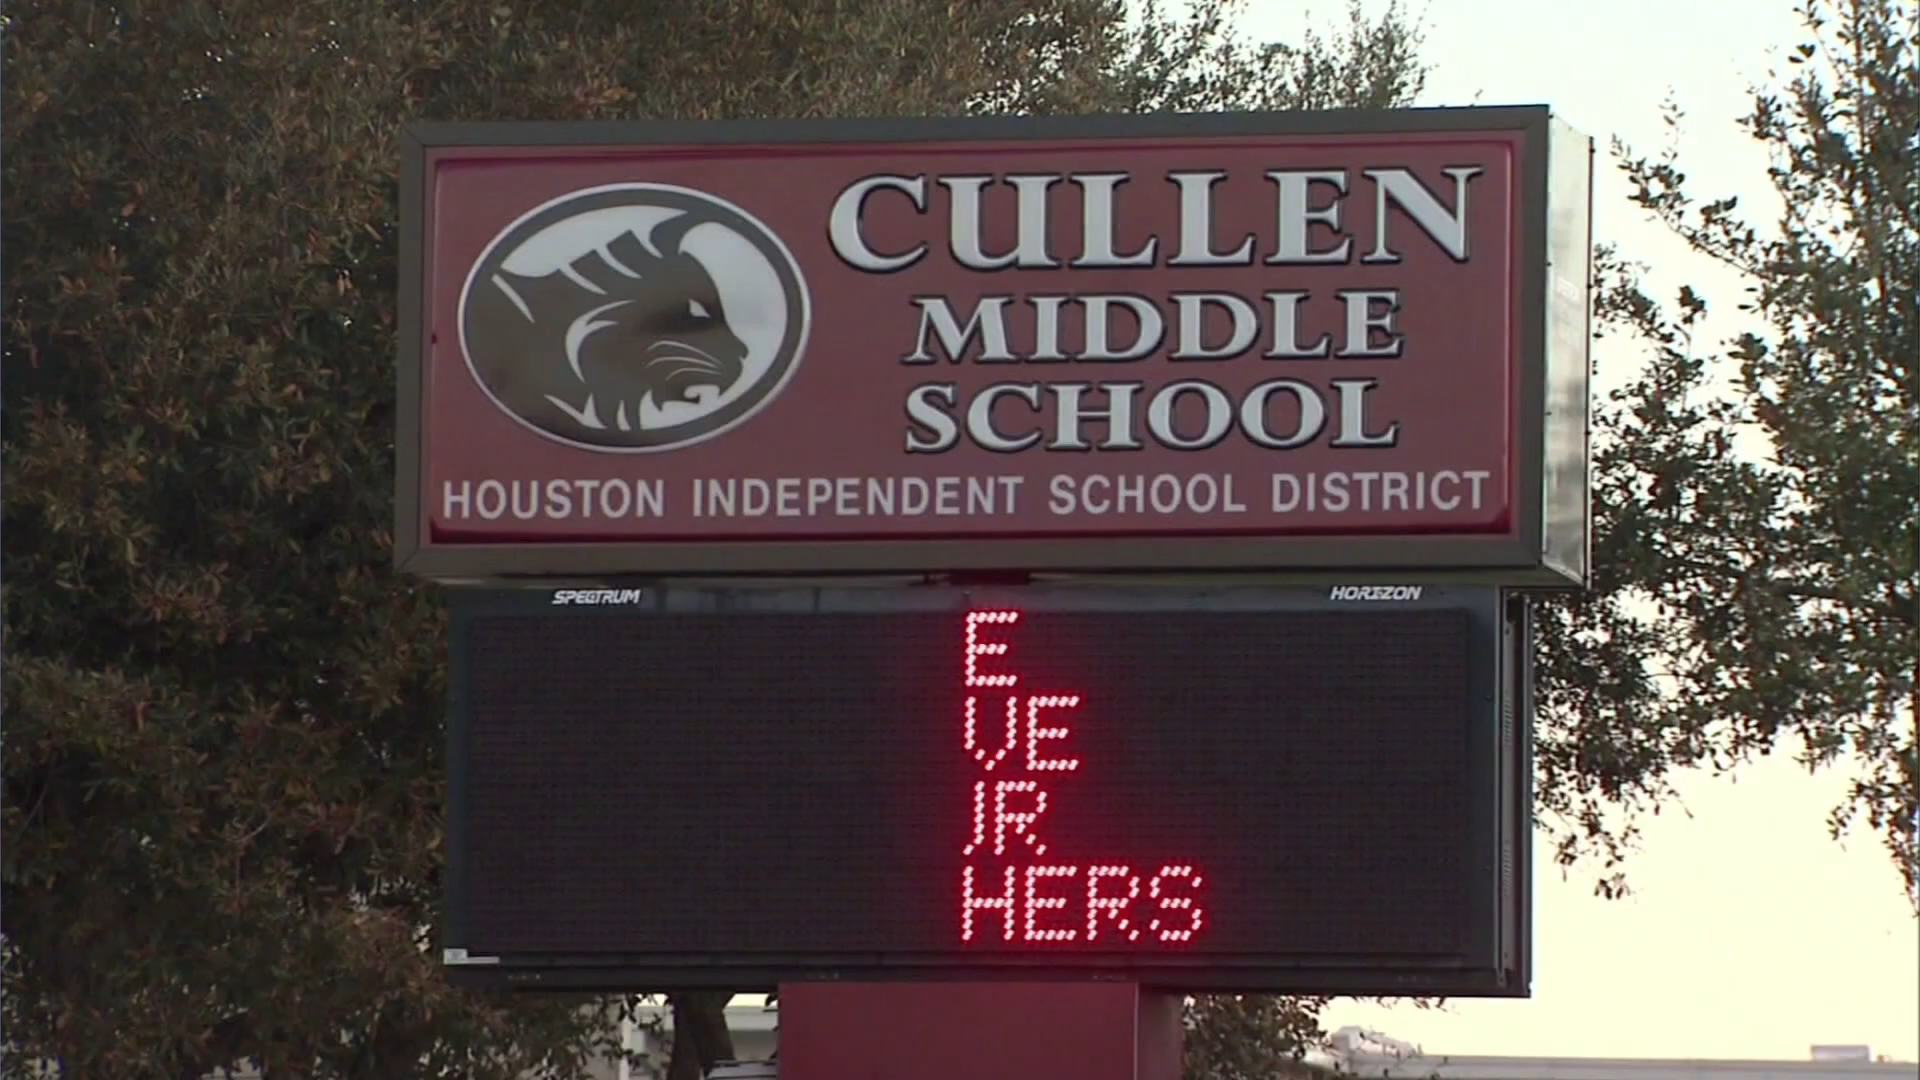 CULLEN
MIDDLE
SCHOOL
HOUSTON INDEPENDENT SCHOOL DISTRICT
SPECTRUM HORIZON
E
VE
JR
HERS